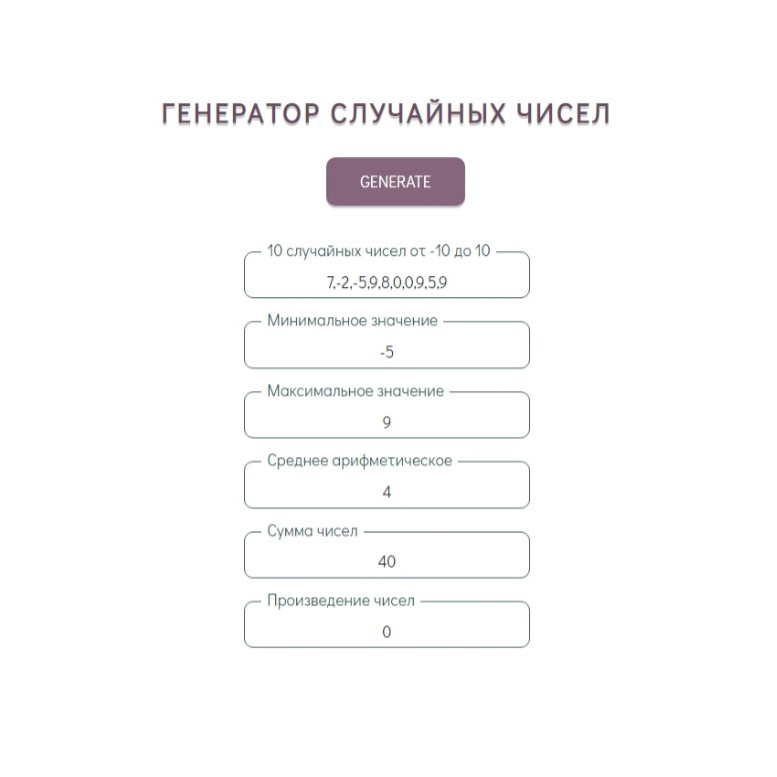 ГЕНЕРАТОР СЛУЧАЙНЫХ ЧИСЕЛ
GENERATE
10 случайных чисел от -10 до 10
7,-2,-5,9,8,0,0,9,5,9
Минимальное значение
-5
Максимальное значение
9
Среднее арифметическое
4
Сумма чисел
40
Произведение чисел
0